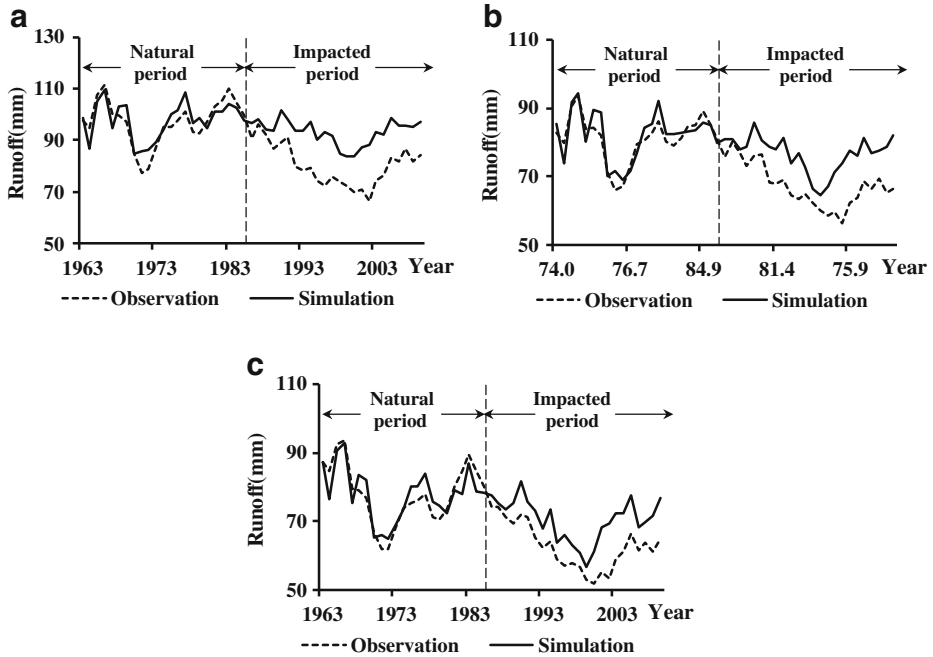 a
130
110
90
70
50
Runoff(mm)
Natural period
Impacted period
1963 1973 1983 1993 2003 Year
Observation Simulation
b
110
90
70
50
Runoff(mm)
Natural period
Impacted period
74.0 76.7 84.9 81.4 75.9 Year
Observation Simulation
c
110
90
70
50
Runoff(mm)
Natural period
Impacted period
1963 1973 1983 1993 2003 Year
Observation Simulation